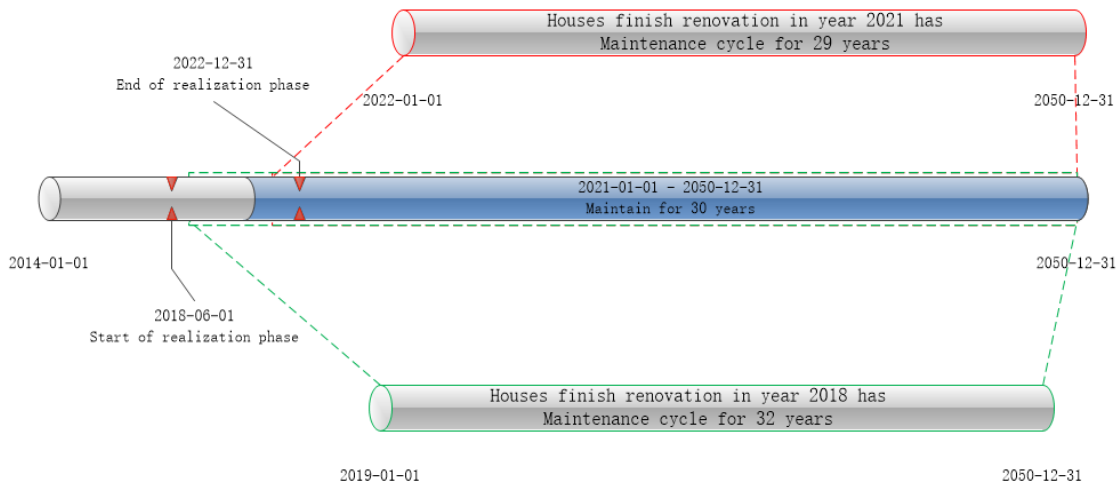 Houses finish renovation in year 2021 has
Maintenance cycle for 29 years
2022-12-31
End of realization phase
2022-01-01
2050-12-31
2021-01-01 - 2050-12-31
Maintain for 30 years
2014-01-01
2050-12-31
2018-06-01
Start of realization phase
Houses finish renovation in year 2018 has
Maintenance cycle for 32 years
2019-01-01
2050-12-31